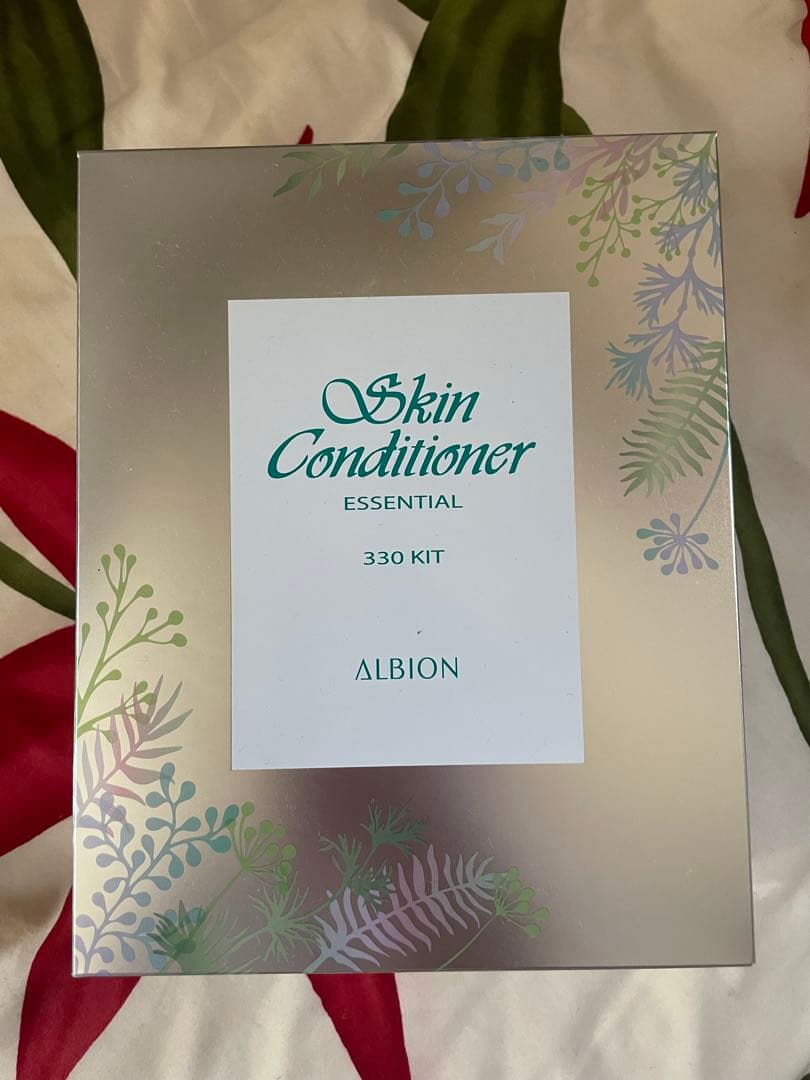 Skin
Conditioner
ESSENTIAL
330 KIT
ALBION